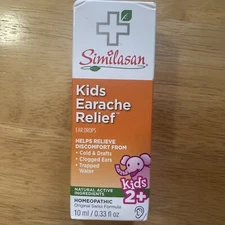 Similasan
Kids
Earache
Relief™
EAR DROPS
HELPS RELIEVE
DISCOMFORT FROM
• Cold & Drafts
• Clogged Ears
• Trapped
Water
Kids
2+
NATURAL ACTIVE
INGREDIENTS
HOMEOPATHIC
Original Swiss Formula
10 ml / 0.33 fl oz